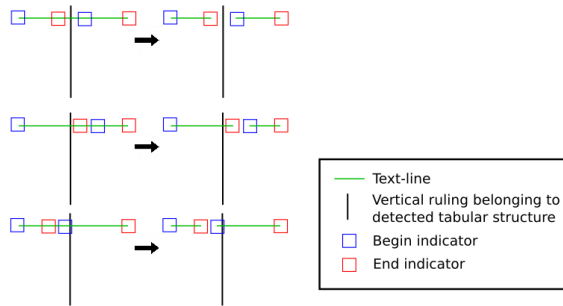 Text-line
Vertical ruling belonging to
detected tabular structure
Begin indicator
End indicator